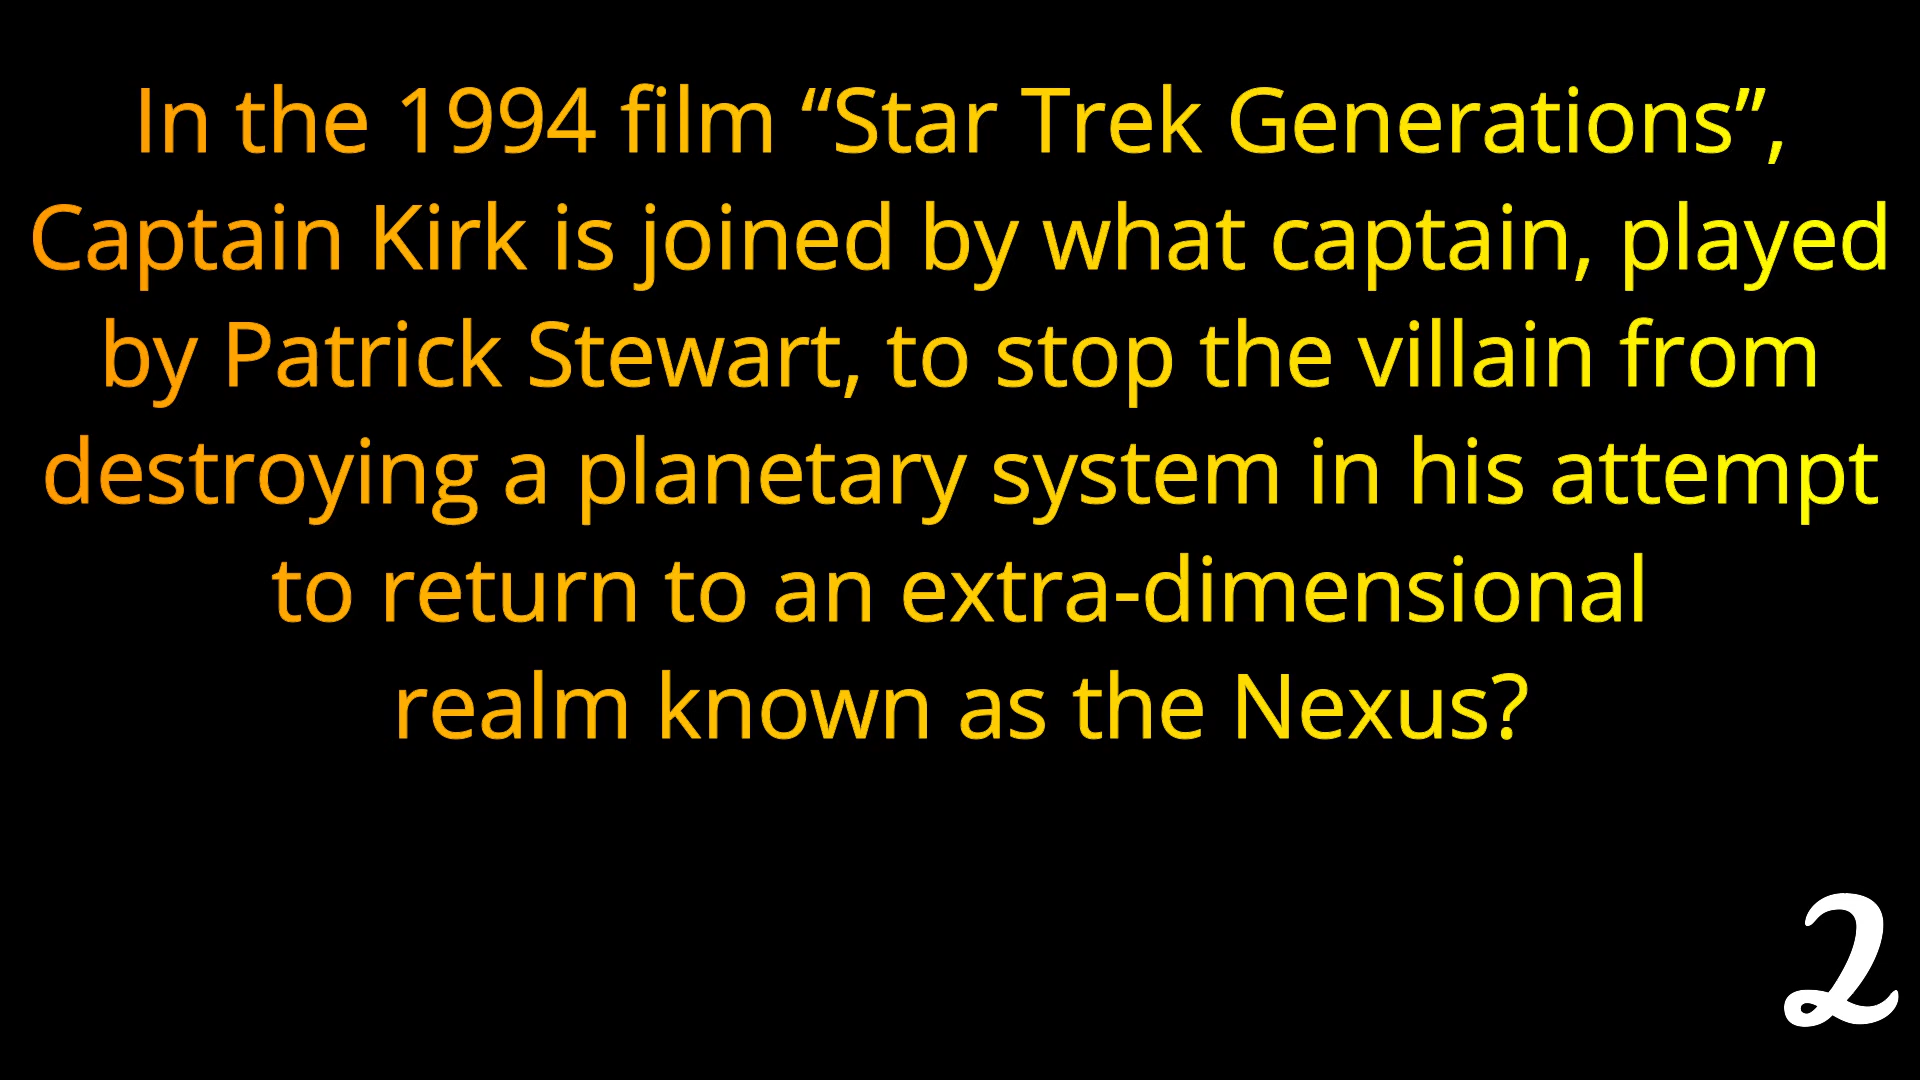 In the 1994 film “Star Trek Generations”,
Captain Kirk is joined by what captain, played
by Patrick Stewart, to stop the villain from
destroying a planetary system in his attempt
to return to an extra-dimensional
realm known as the Nexus?
2